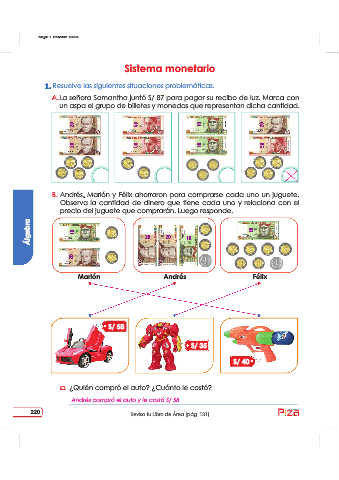 Sistema monetario
1. Resuelve las siguientes situaciones problemáticas.
A. La señora Samantha juntó S/ 87 para pagar su recibo de luz. Marca con
un aspa el grupo de billetes y monedas que representan dicha cantidad.
B. Andrés, Marión y Félix ahorraron para comprarse cada uno un juguete.
Observa la cantidad de dinero que tiene cada uno y relaciona con el
precio del juguete que comprarán. Luego responde.
Álgebra
Marión Andrés Félix
S/ 58
S/ 35
S/ 40
a. ¿Quién compró el auto? ¿Cuánto le costó?
Andrés compró el auto y le costó S/ 58
220
Revisa tu Libro de Área (pág. 131)